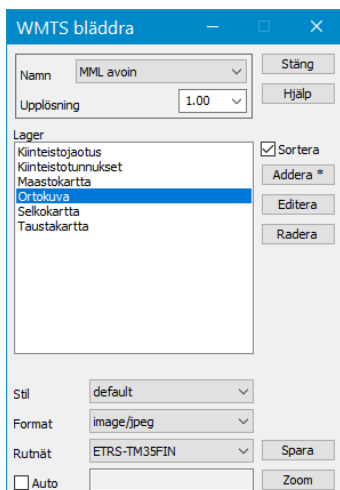 WMTS bläddra
Namn MML avoin Stäng
Upplösning 1.00 Hjälp
Lager
Kiinteistojaotus Sortera
Kiinteistotunnukset
Maastokartta Addera *
Ortokuva Editera
Selkokartta
Taustakartta Radera
Stil default
Format image/jpeg
Rutnät ETRS-TM35FIN Spara
Auto Zoom